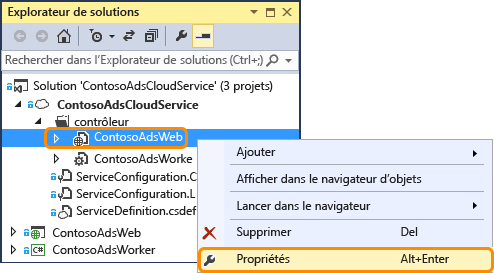 Explorateur de solutions
Rechercher dans l'Explorateur de solutions (Ctrl+;)
Solution 'ContosoAdsCloudService' (3 projets)
ContosoAdsCloudService
contrôleur
ContosoAdsWeb
ContosoAdsWorke
ServiceConfiguration.C
ServiceConfiguration.L
ServiceDefinition.csdef
ContosoAdsWeb
C# ContosoAdsWorker
Ajouter
Afficher dans le navigateur d'objets
Lancer dans le navigateur
Supprimer Del
Propriétés Alt+Enter